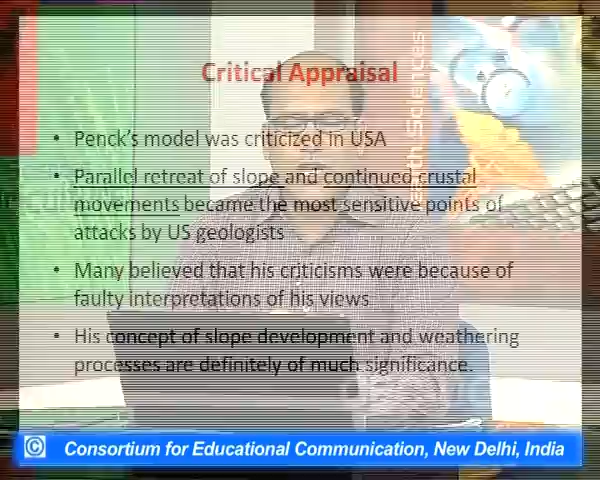 Critical Appraisal
• Penck's model was criticized in USA
• Parallel retreat of slope and continued crustal
movements became the most sensitive points of
attacks by US geologists
• Many believed that his criticisms were because of
faulty interpretations of his views
• His concept of slope development and weathering
processes are definitely of much significance.
th Sciences
© Consortium for Educational Communication, New Delhi, India